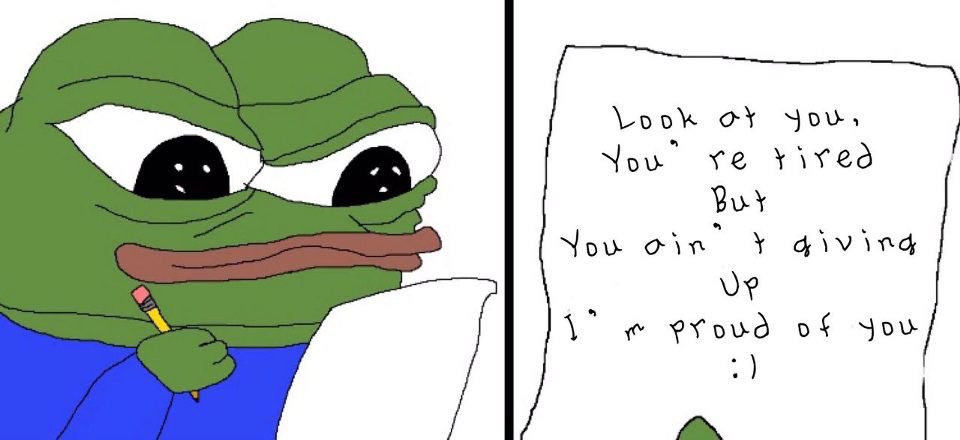 Look at you,
You're tired
But
You ain't giving
Up
I'm proud of you
:)